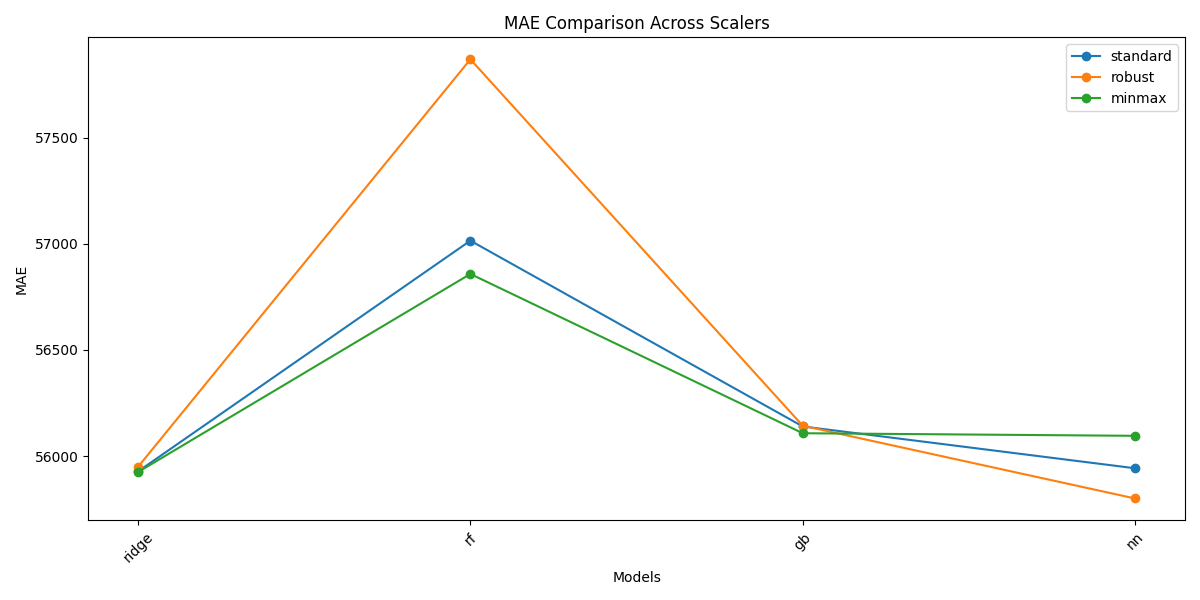 MAE Comparison Across Scalers
standard
robust
minmax
57500
57000
56500
56000
MAE
ridge
rf
gb
nn
Models